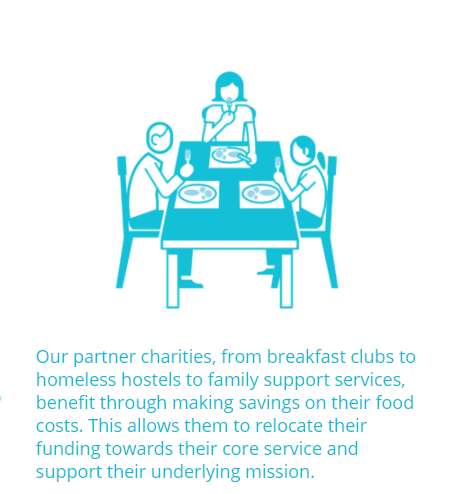 Our partner charities, from breakfast clubs to
homeless hostels to family support services,
benefit through making savings on their food
costs. This allows them to relocate their
funding towards their core service and
support their underlying mission.